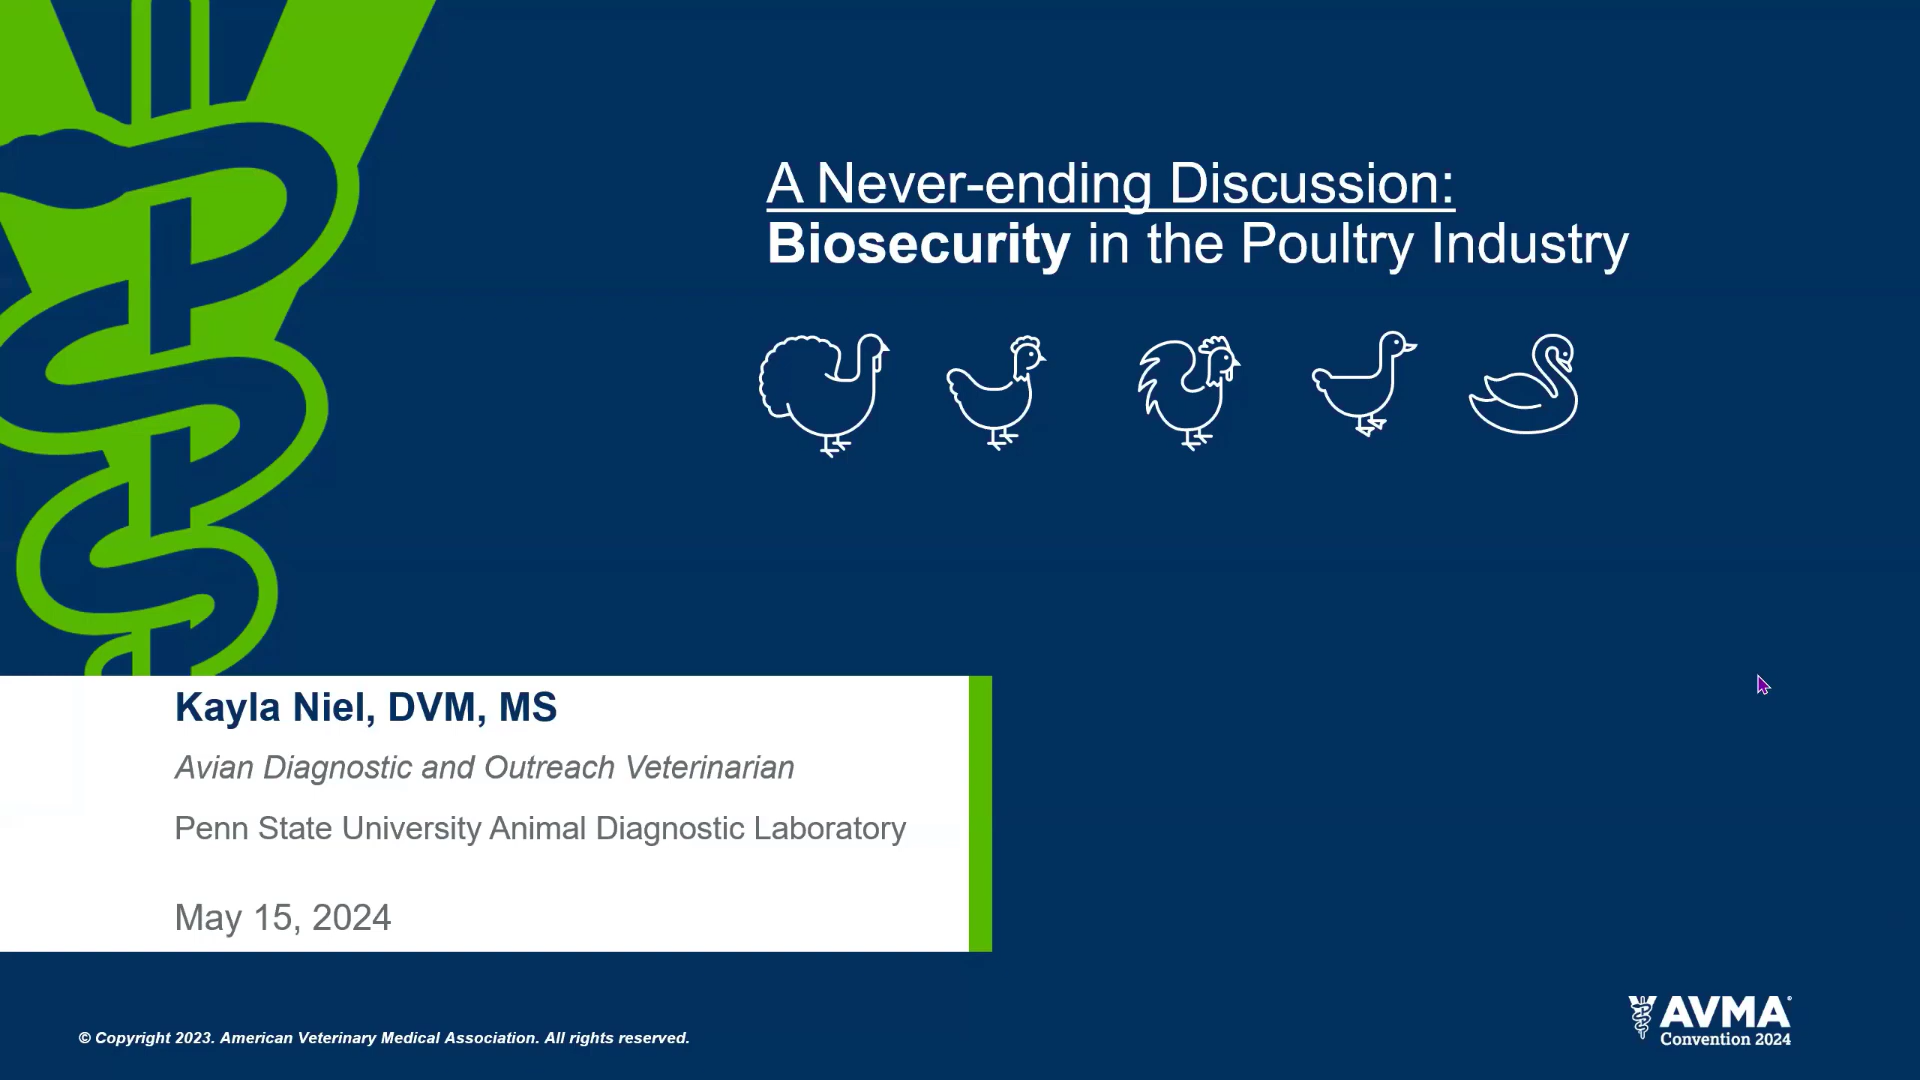 A Never-ending Discussion:
Biosecurity in the Poultry Industry
Kayla Niel, DVM, MS
Avian Diagnostic and Outreach Veterinarian
Penn State University Animal Diagnostic Laboratory
May 15, 2024
© Copyright 2023. American Veterinary Medical Association. All rights reserved.
AVMA
Convention 2024